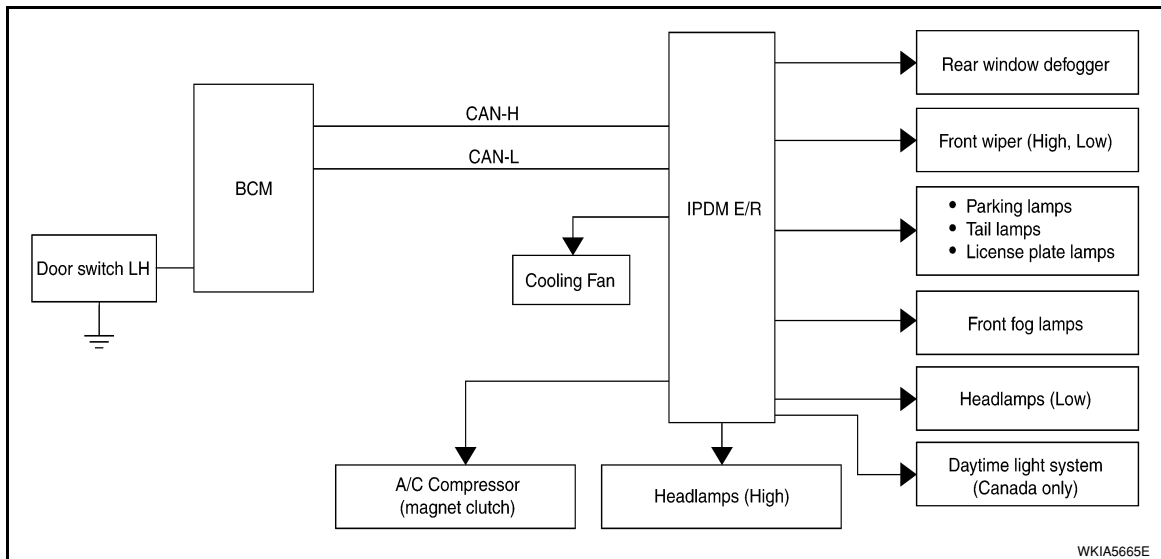 CAN-H
CAN-L
BCM
Door switch LH
IPDM E/R
Cooling Fan
A/C Compressor
(magnet clutch)
Headlamps (High)
Rear window defogger
Front wiper (High, Low)
• Parking lamps
• Tail lamps
• License plate lamps
Front fog lamps
Headlamps (Low)
Daytime light system
(Canada only)
WKIA5665E